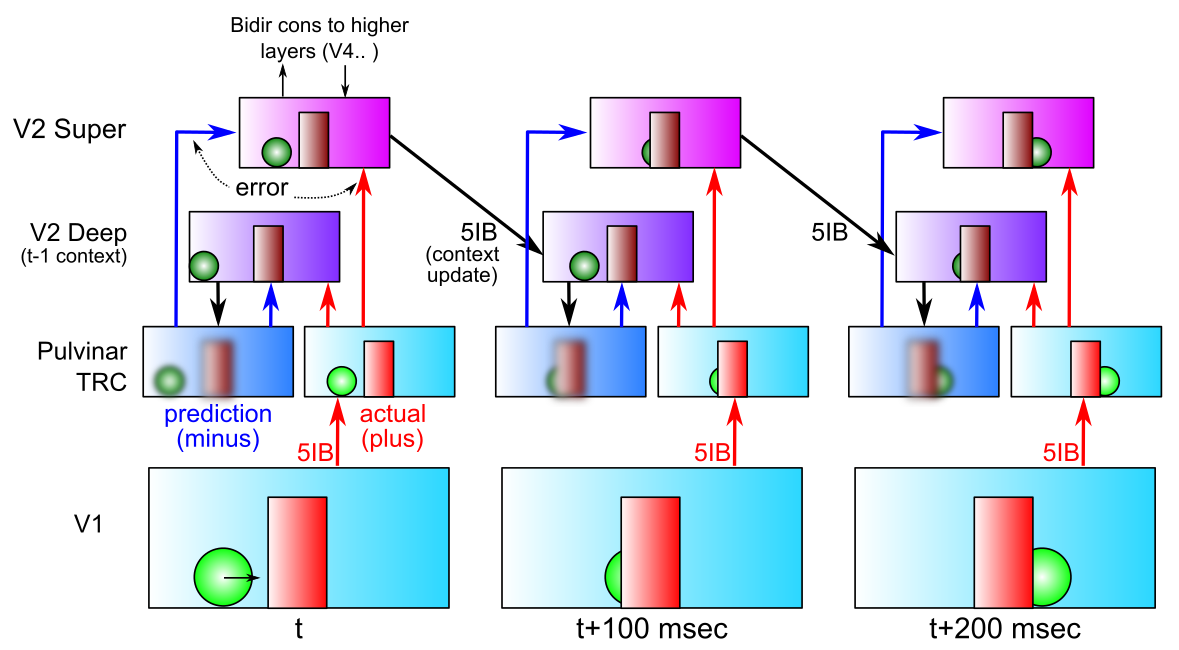 Bidir cons to higher
layers (V4.. )
V2 Super
error
V2 Deep
(t-1 context)
5IB
(context
update)
5IB
Pulvinar
TRC
prediction
(minus)
actual
(plus)
5IB
5IB
5IB
V1
t
t+100 msec
t+200 msec